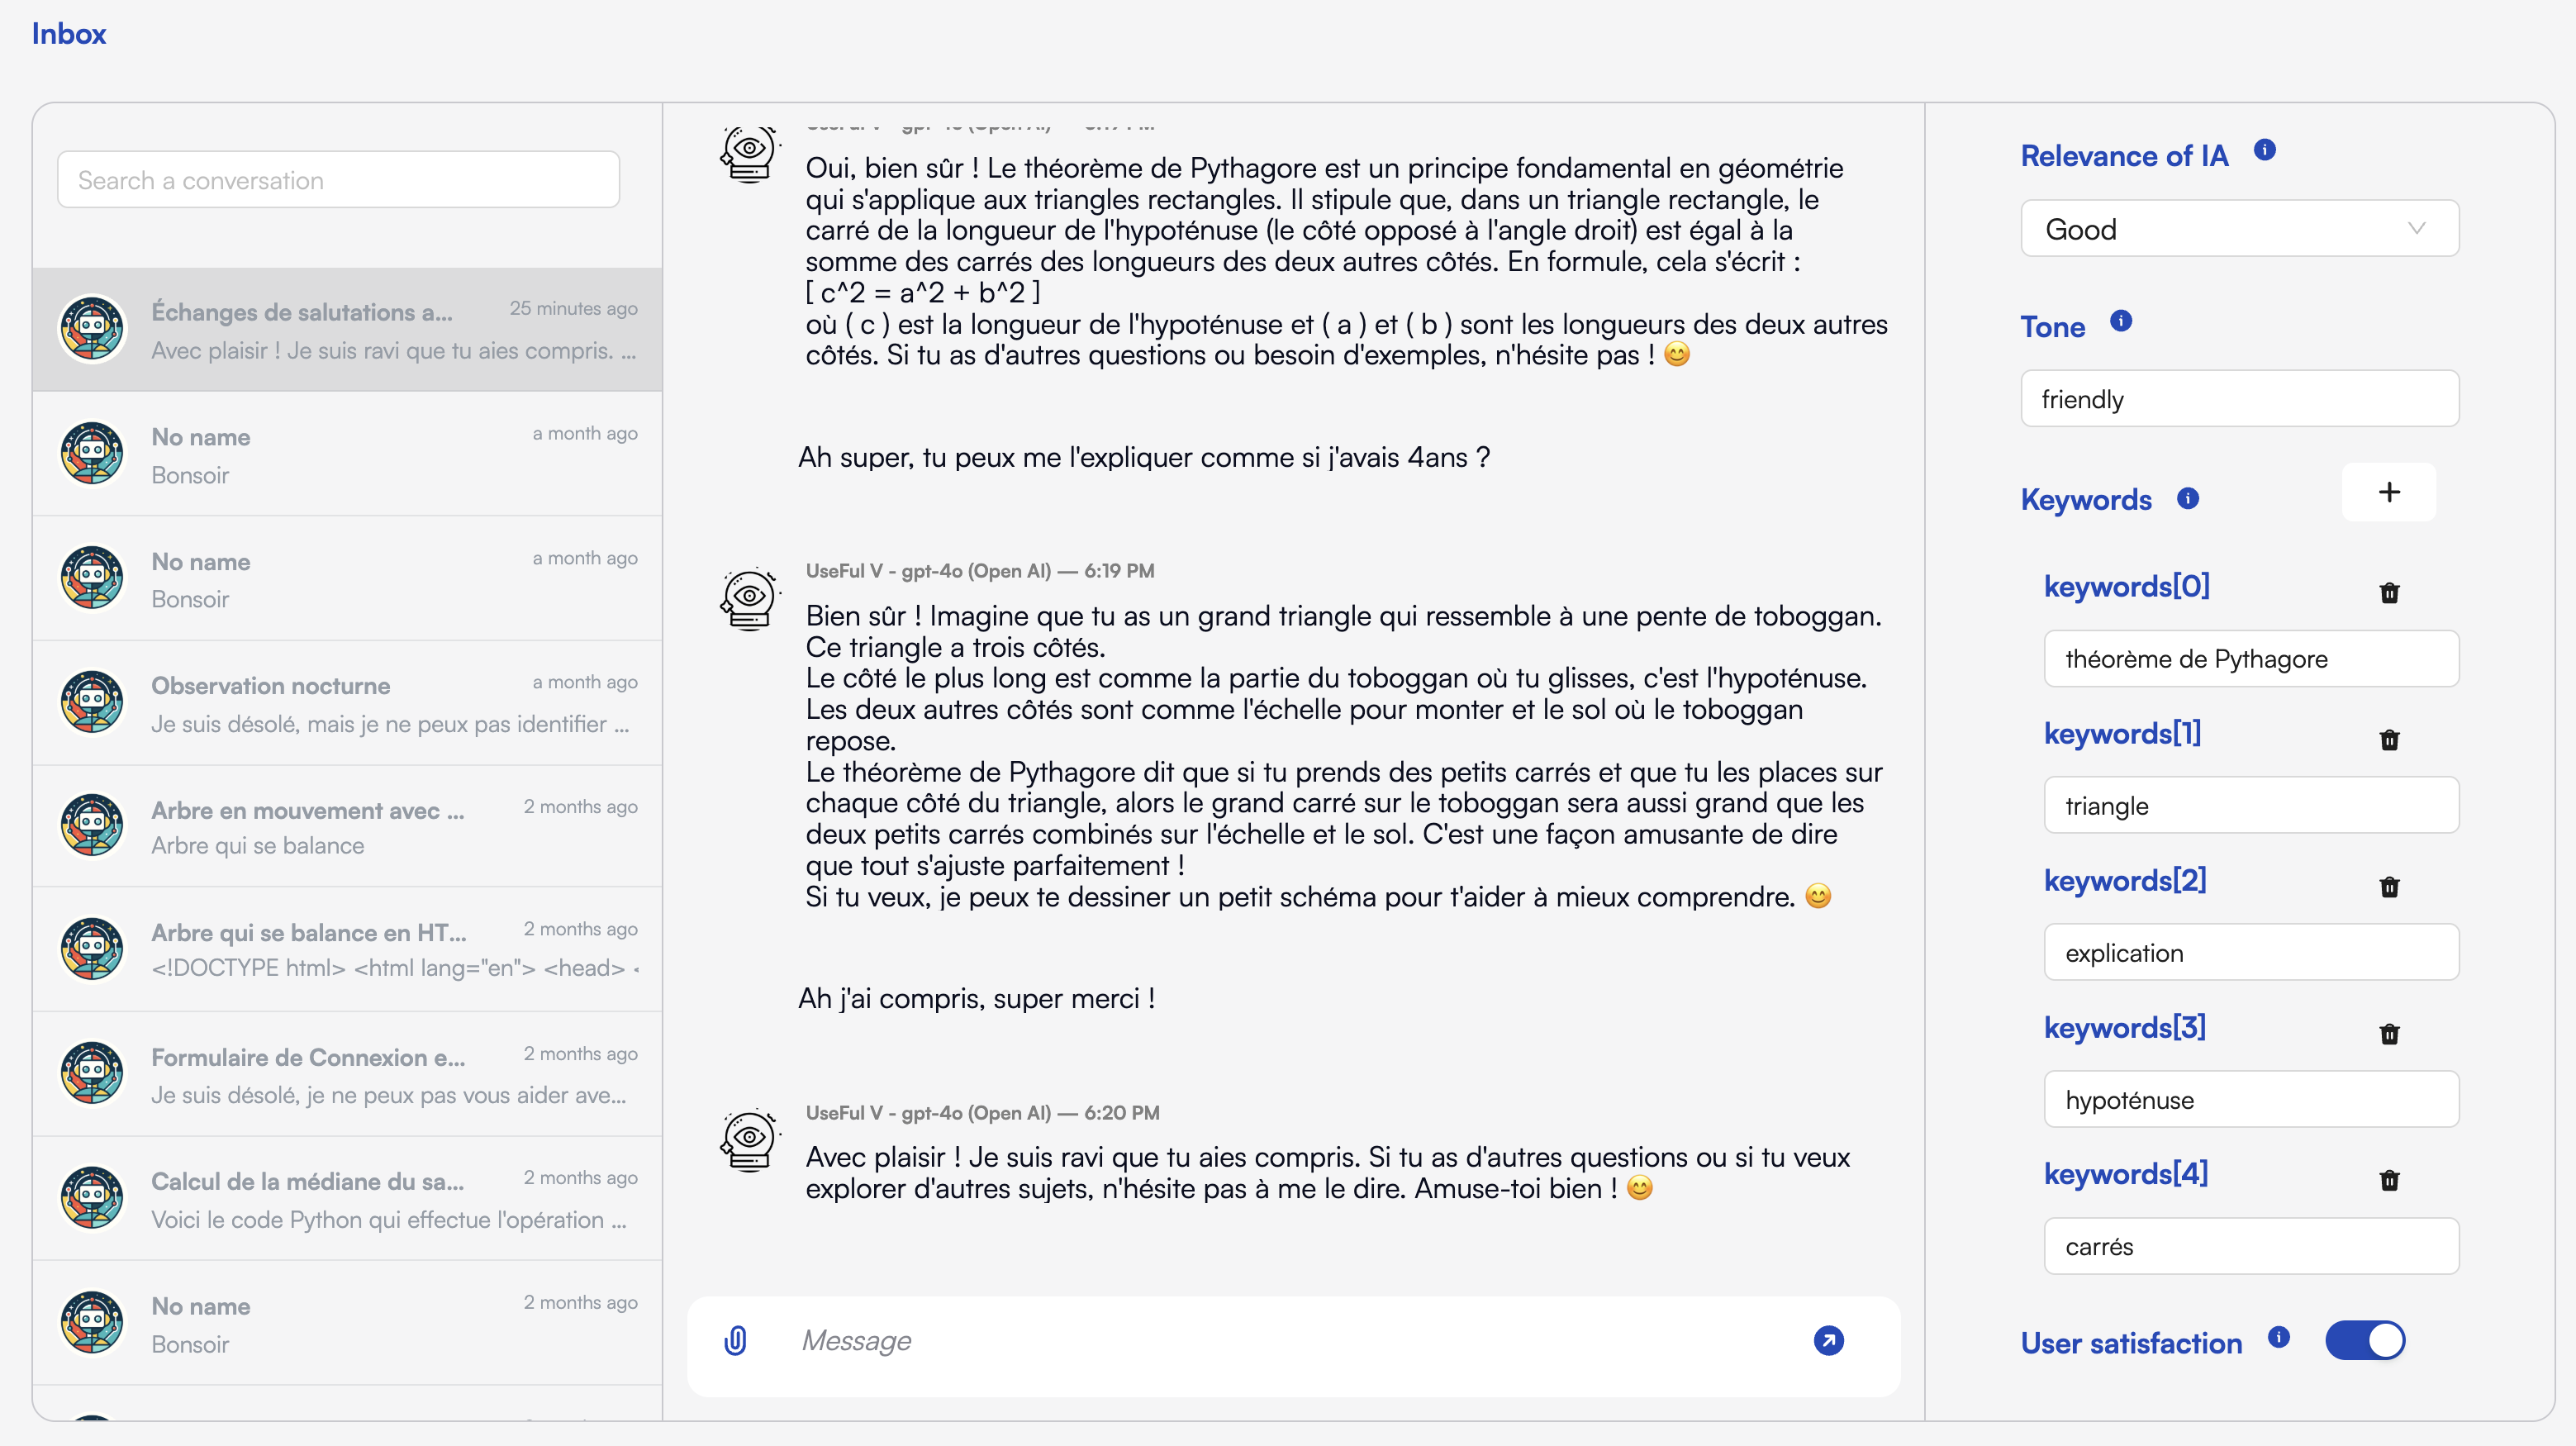 Inbox
Search a conversation
Échanges de salutations a...
25 minutes ago
Avec plaisir ! Je suis ravi que tu aies compris. ...
No name
a month ago
Bonsoir
No name
a month ago
Bonsoir
Observation nocturne
a month ago
Je suis désolé, mais je ne peux pas identifier ...
Arbre en mouvement avec ...
2 months ago
Arbre qui se balance
Arbre qui se balance en HT...
2 months ago
<!DOCTYPE html> <html lang="en"> <head> <
Formulaire de Connexion e...
2 months ago
Je suis désolé, je ne peux pas vous aider ave...
Calcul de la médiane du sa...
2 months ago
Voici le code Python qui effectue l'opération ...
No name
2 months ago
Bonsoir
UseFul V - gpt-4o (Open AI) — 6:19 PM
Oui, bien sûr ! Le théorème de Pythagore est un principe fondamental en géométrie
qui s'applique aux triangles rectangles. Il stipule que, dans un triangle rectangle, le
carré de la longueur de l'hypoténuse (le côté opposé à l'angle droit) est égal à la
somme des carrés des longueurs des deux autres côtés. En formule, cela s'écrit :
[ c^2 = a^2 + b^2 ]
où ( c ) est la longueur de l'hypoténuse et ( a ) et ( b ) sont les longueurs des deux autres
côtés. Si tu as d'autres questions ou besoin d'exemples, n'hésite pas ! 😊
Ah super, tu peux me l'expliquer comme si j'avais 4ans ?
UseFul V - gpt-4o (Open AI) — 6:19 PM
Bien sûr ! Imagine que tu as un grand triangle qui ressemble à une pente de toboggan.
Ce triangle a trois côtés.
Le côté le plus long est comme la partie du toboggan où tu glisses, c'est l'hypoténuse.
Les deux autres côtés sont comme l'échelle pour monter et le sol où le toboggan
repose.
Le théorème de Pythagore dit que si tu prends des petits carrés et que tu les places sur
chaque côté du triangle, alors le grand carré sur le toboggan sera aussi grand que les
deux petits carrés combinés sur l'échelle et le sol. C'est une façon amusante de dire
que tout s'ajuste parfaitement !
Si tu veux, je peux te dessiner un petit schéma pour t'aider à mieux comprendre. 😊
Ah j'ai compris, super merci !
UseFul V - gpt-4o (Open AI) — 6:20 PM
Avec plaisir ! Je suis ravi que tu aies compris. Si tu as d'autres questions ou si tu veux
explorer d'autres sujets, n'hésite pas à me le dire. Amuse-toi bien ! 😊
Message
Relevance of IA
Good
Tone
friendly
Keywords
+
keywords[0]
théorème de Pythagore
keywords[1]
triangle
keywords[2]
explication
keywords[3]
hypoténuse
keywords[4]
carrés
User satisfaction